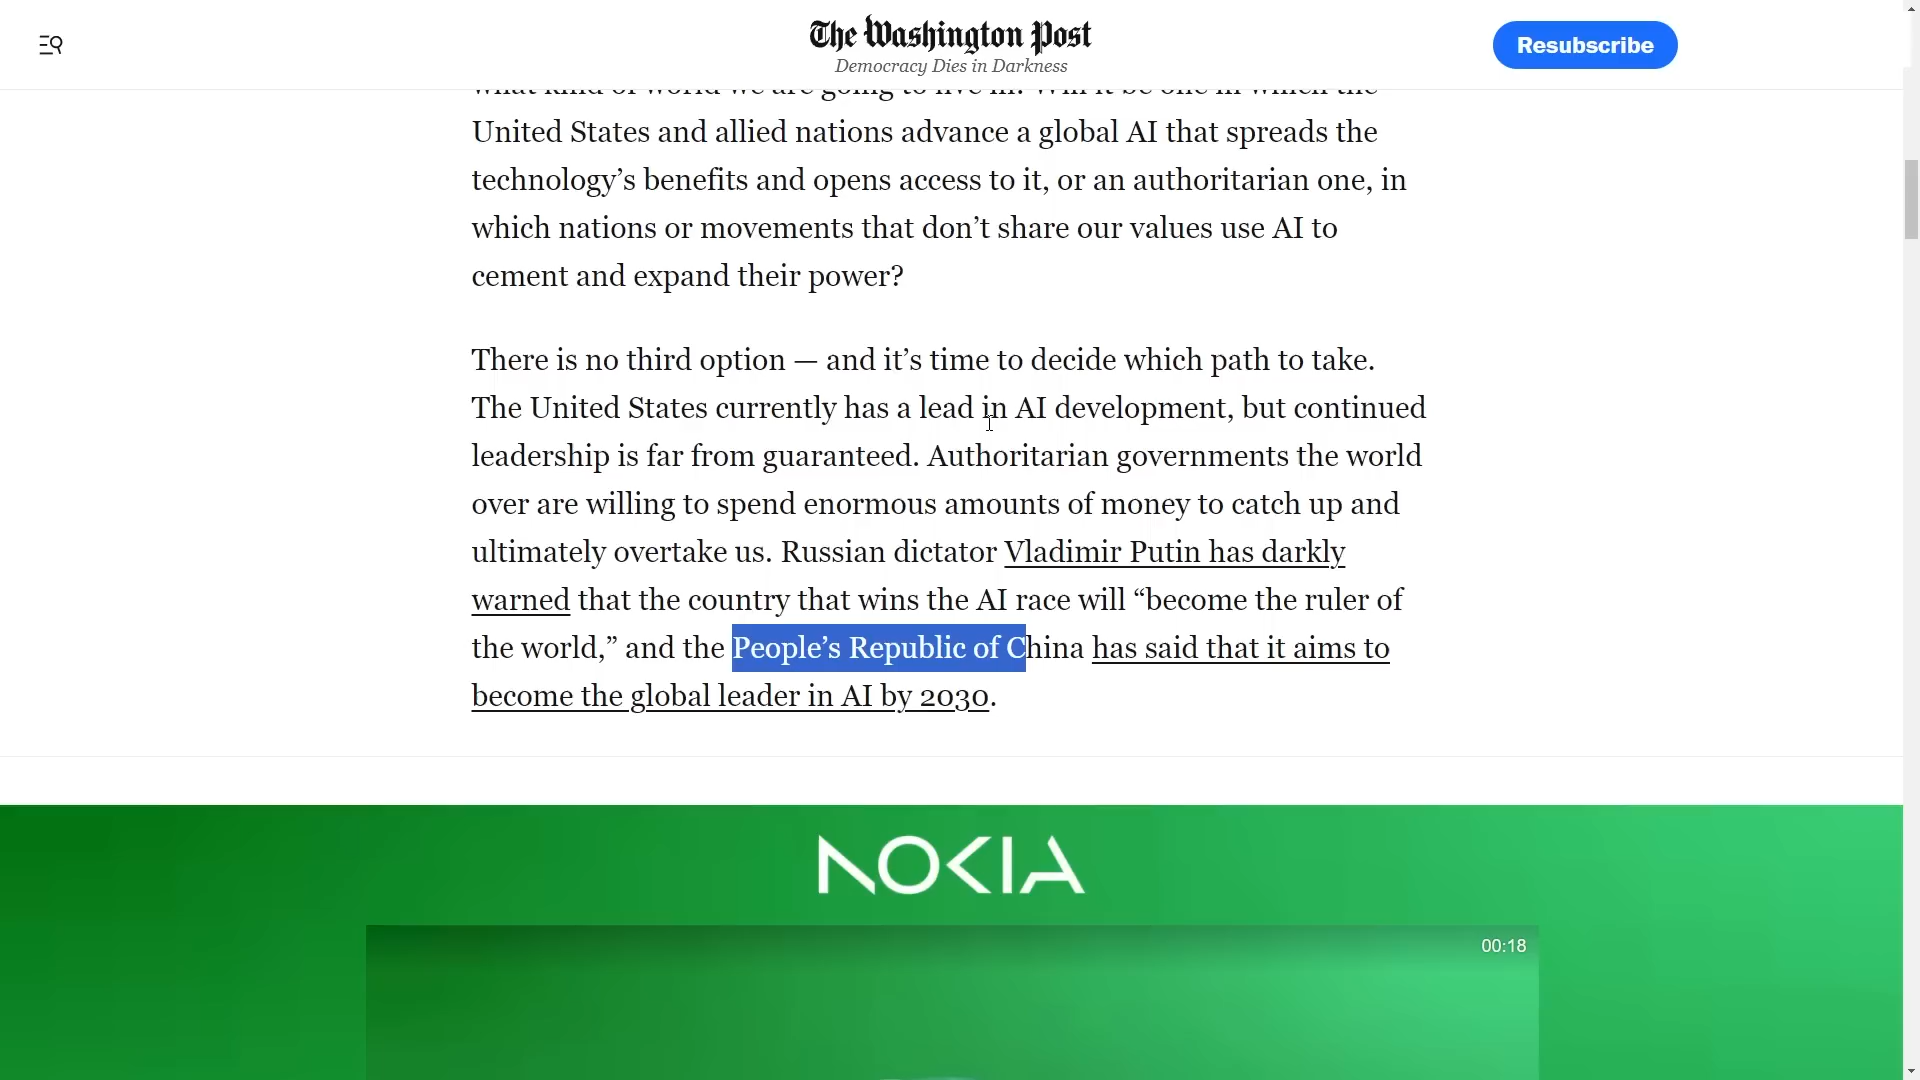 The Washington Post
Democracy Dies in Darkness
Resubscribe
what kind of world we are going to live in: Will it be one in which the
United States and allied nations advance a global AI that spreads the
technology’s benefits and opens access to it, or an authoritarian one, in
which nations or movements that don’t share our values use AI to
cement and expand their power?
There is no third option — and it’s time to decide which path to take.
The United States currently has a lead in AI development, but continued
leadership is far from guaranteed. Authoritarian governments the world
over are willing to spend enormous amounts of money to catch up and
ultimately overtake us. Russian dictator Vladimir Putin has darkly
warned that the country that wins the AI race will “become the ruler of
the world,” and the People’s Republic of China has said that it aims to
become the global leader in AI by 2030.
NOKIA
00:18